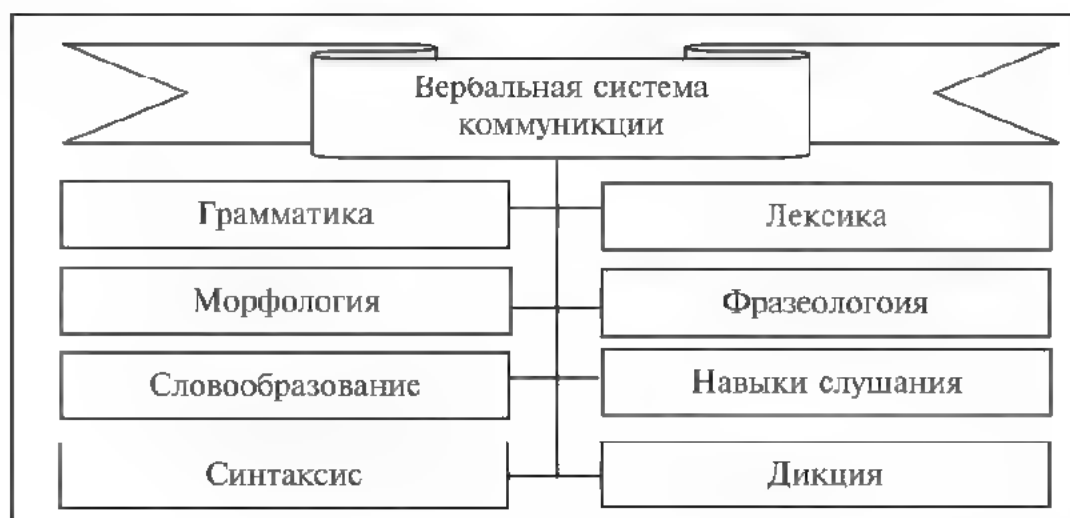 Вербальная система
коммуникции
Грамматика
Лексика
Морфология
Фразеологоия
Словообразование
Навыки слушания
Синтаксис
Дикция